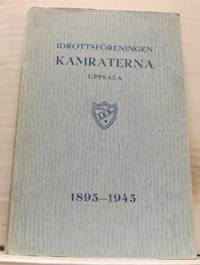 IDROTTSFÖRENINGEN
KAMRATERNA
UPPSALA
I.F.K.
1895—1945